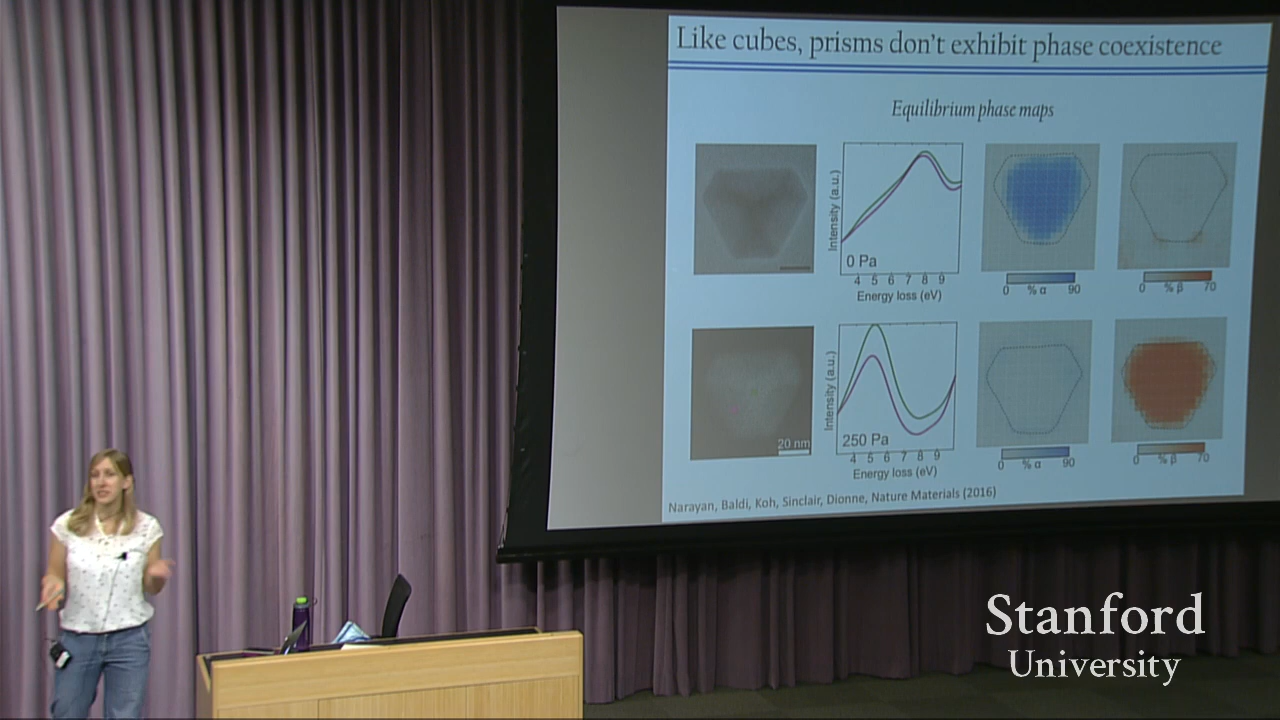 Like cubes, prisms don't exhibit phase coexistence
Equilibrium phase maps
Intensity (a.u.)
0 Pa
4 5 6 7 8 9
Energy loss (eV)
0 % α 90
0 % β 70
20 nm
Intensity (a.u.)
250 Pa
4 5 6 7 8 9
Energy loss (eV)
0 % α 90
0 % β 70
Narayan, Baldi, Koh, Sinclair, Dionne, Nature Materials (2016)
Stanford
University